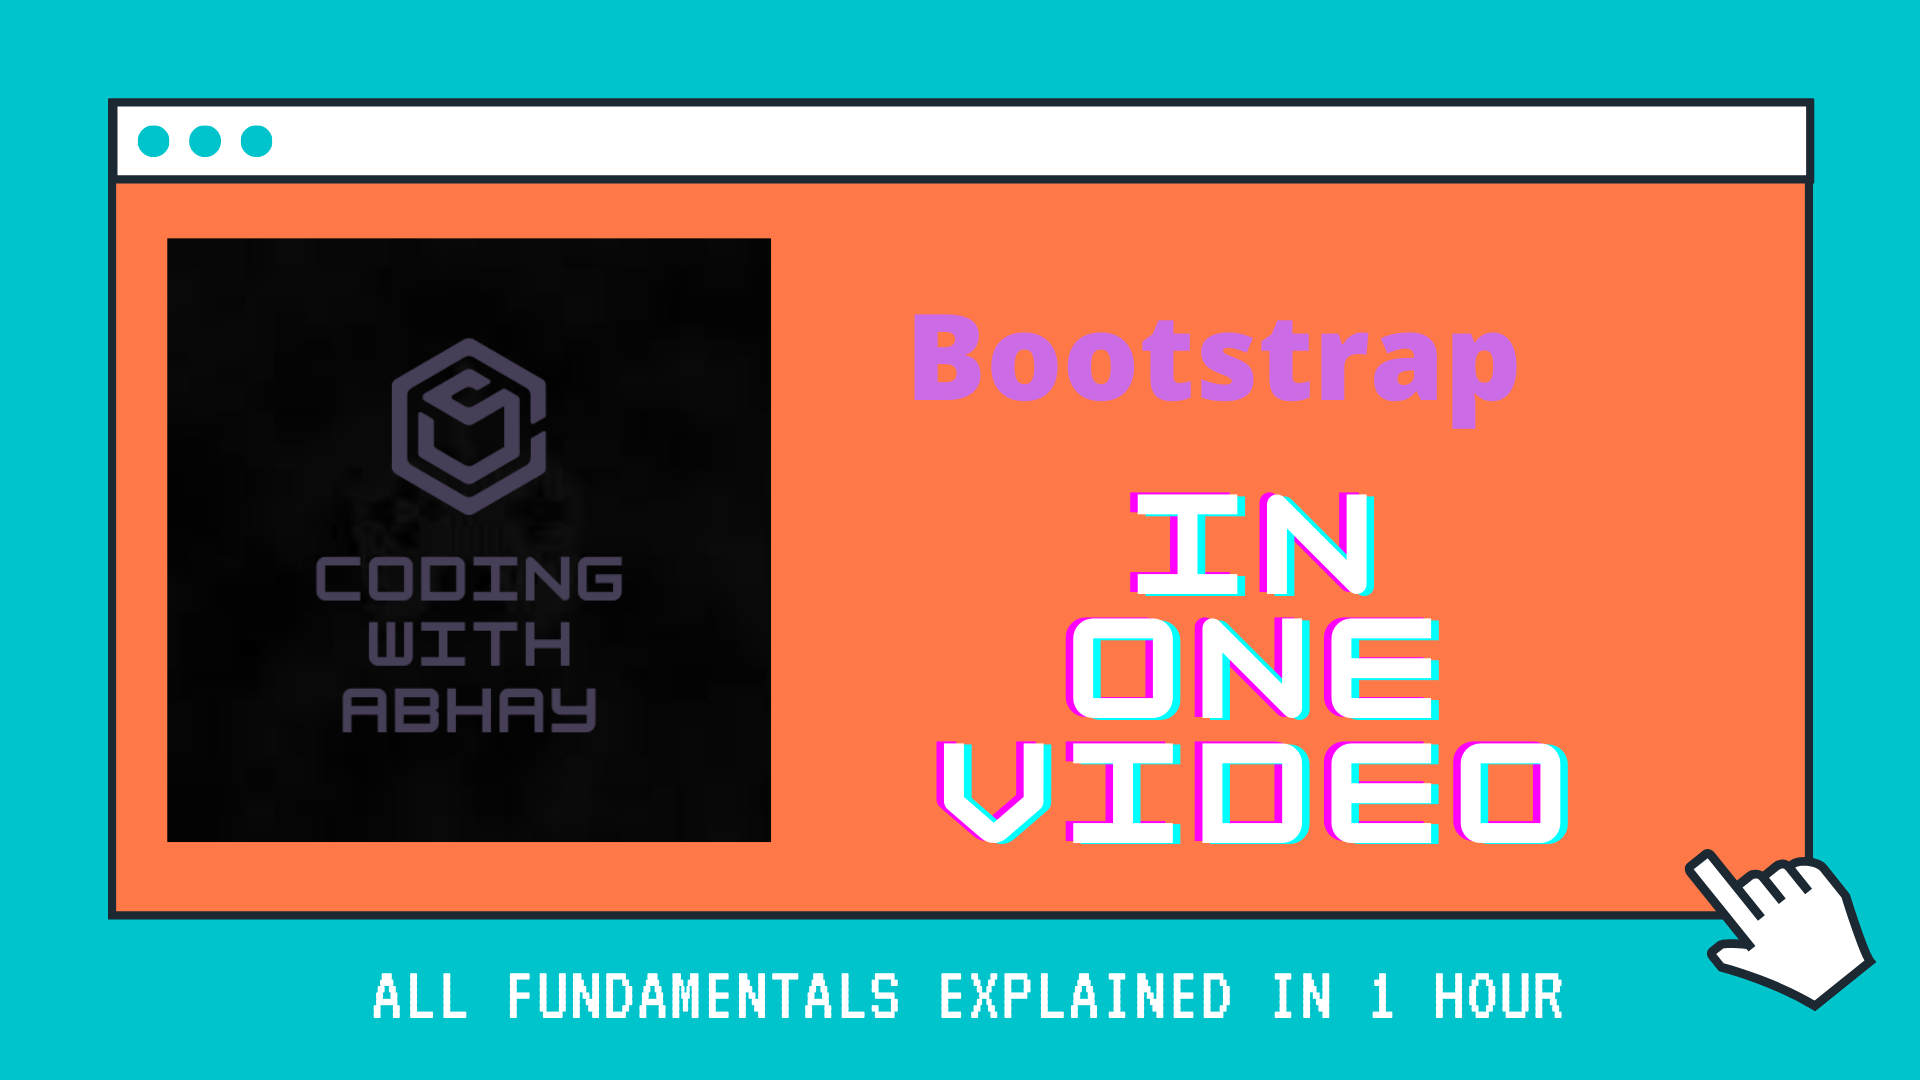 CODING
WITH
ABHAY
Bootstrap
IN
ONE
VIDEO
ALL FUNDAMENTALS EXPLAINED IN 1 HOUR